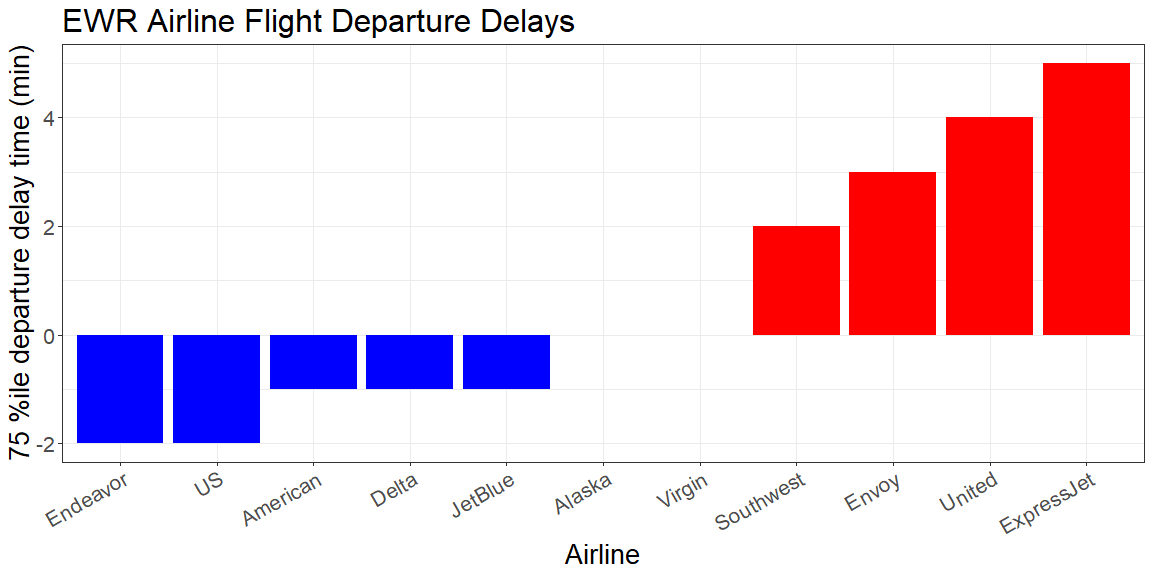 EWR Airline Flight Departure Delays
75 %ile departure delay time (min)
4
2
0
-2
Endeavor
US
American
Delta
JetBlue
Alaska
Virgin
Southwest
Envoy
United
ExpressJet
Airline